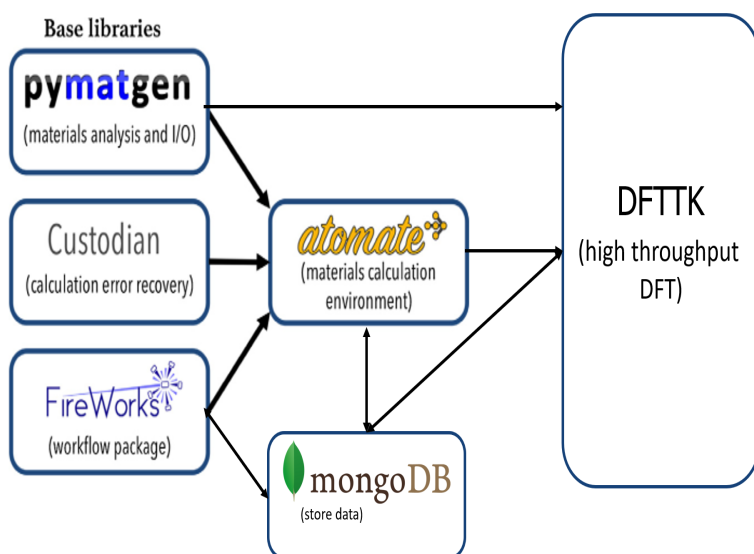 Base libraries
pymatgen
(materials analysis and I/O)
Custodian
(calculation error recovery)
FireWorks
(workflow package)
atomate
(materials calculation
environment)
mongoDB
(store data)
DFTTK
(high throughput
DFT)